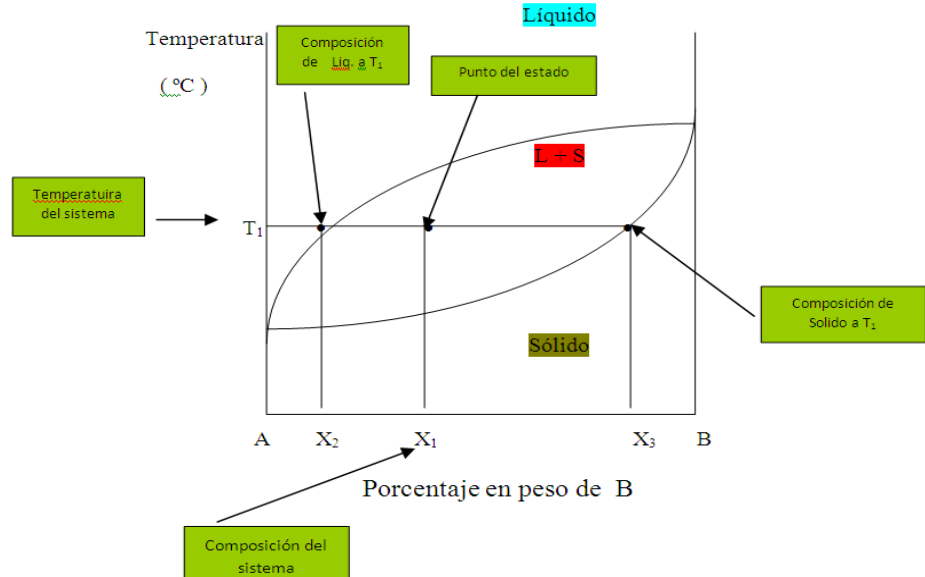 Líquido
Temperatura
( ºC )
Composición
de Liq. a T₁
Punto del estado
L + S
Temperatuira
del sistema
T₁
Composición de
Solido a T₁
Sólido
A X₂ X₁ X₃ B
Porcentaje en peso de B
Composición del
sistema